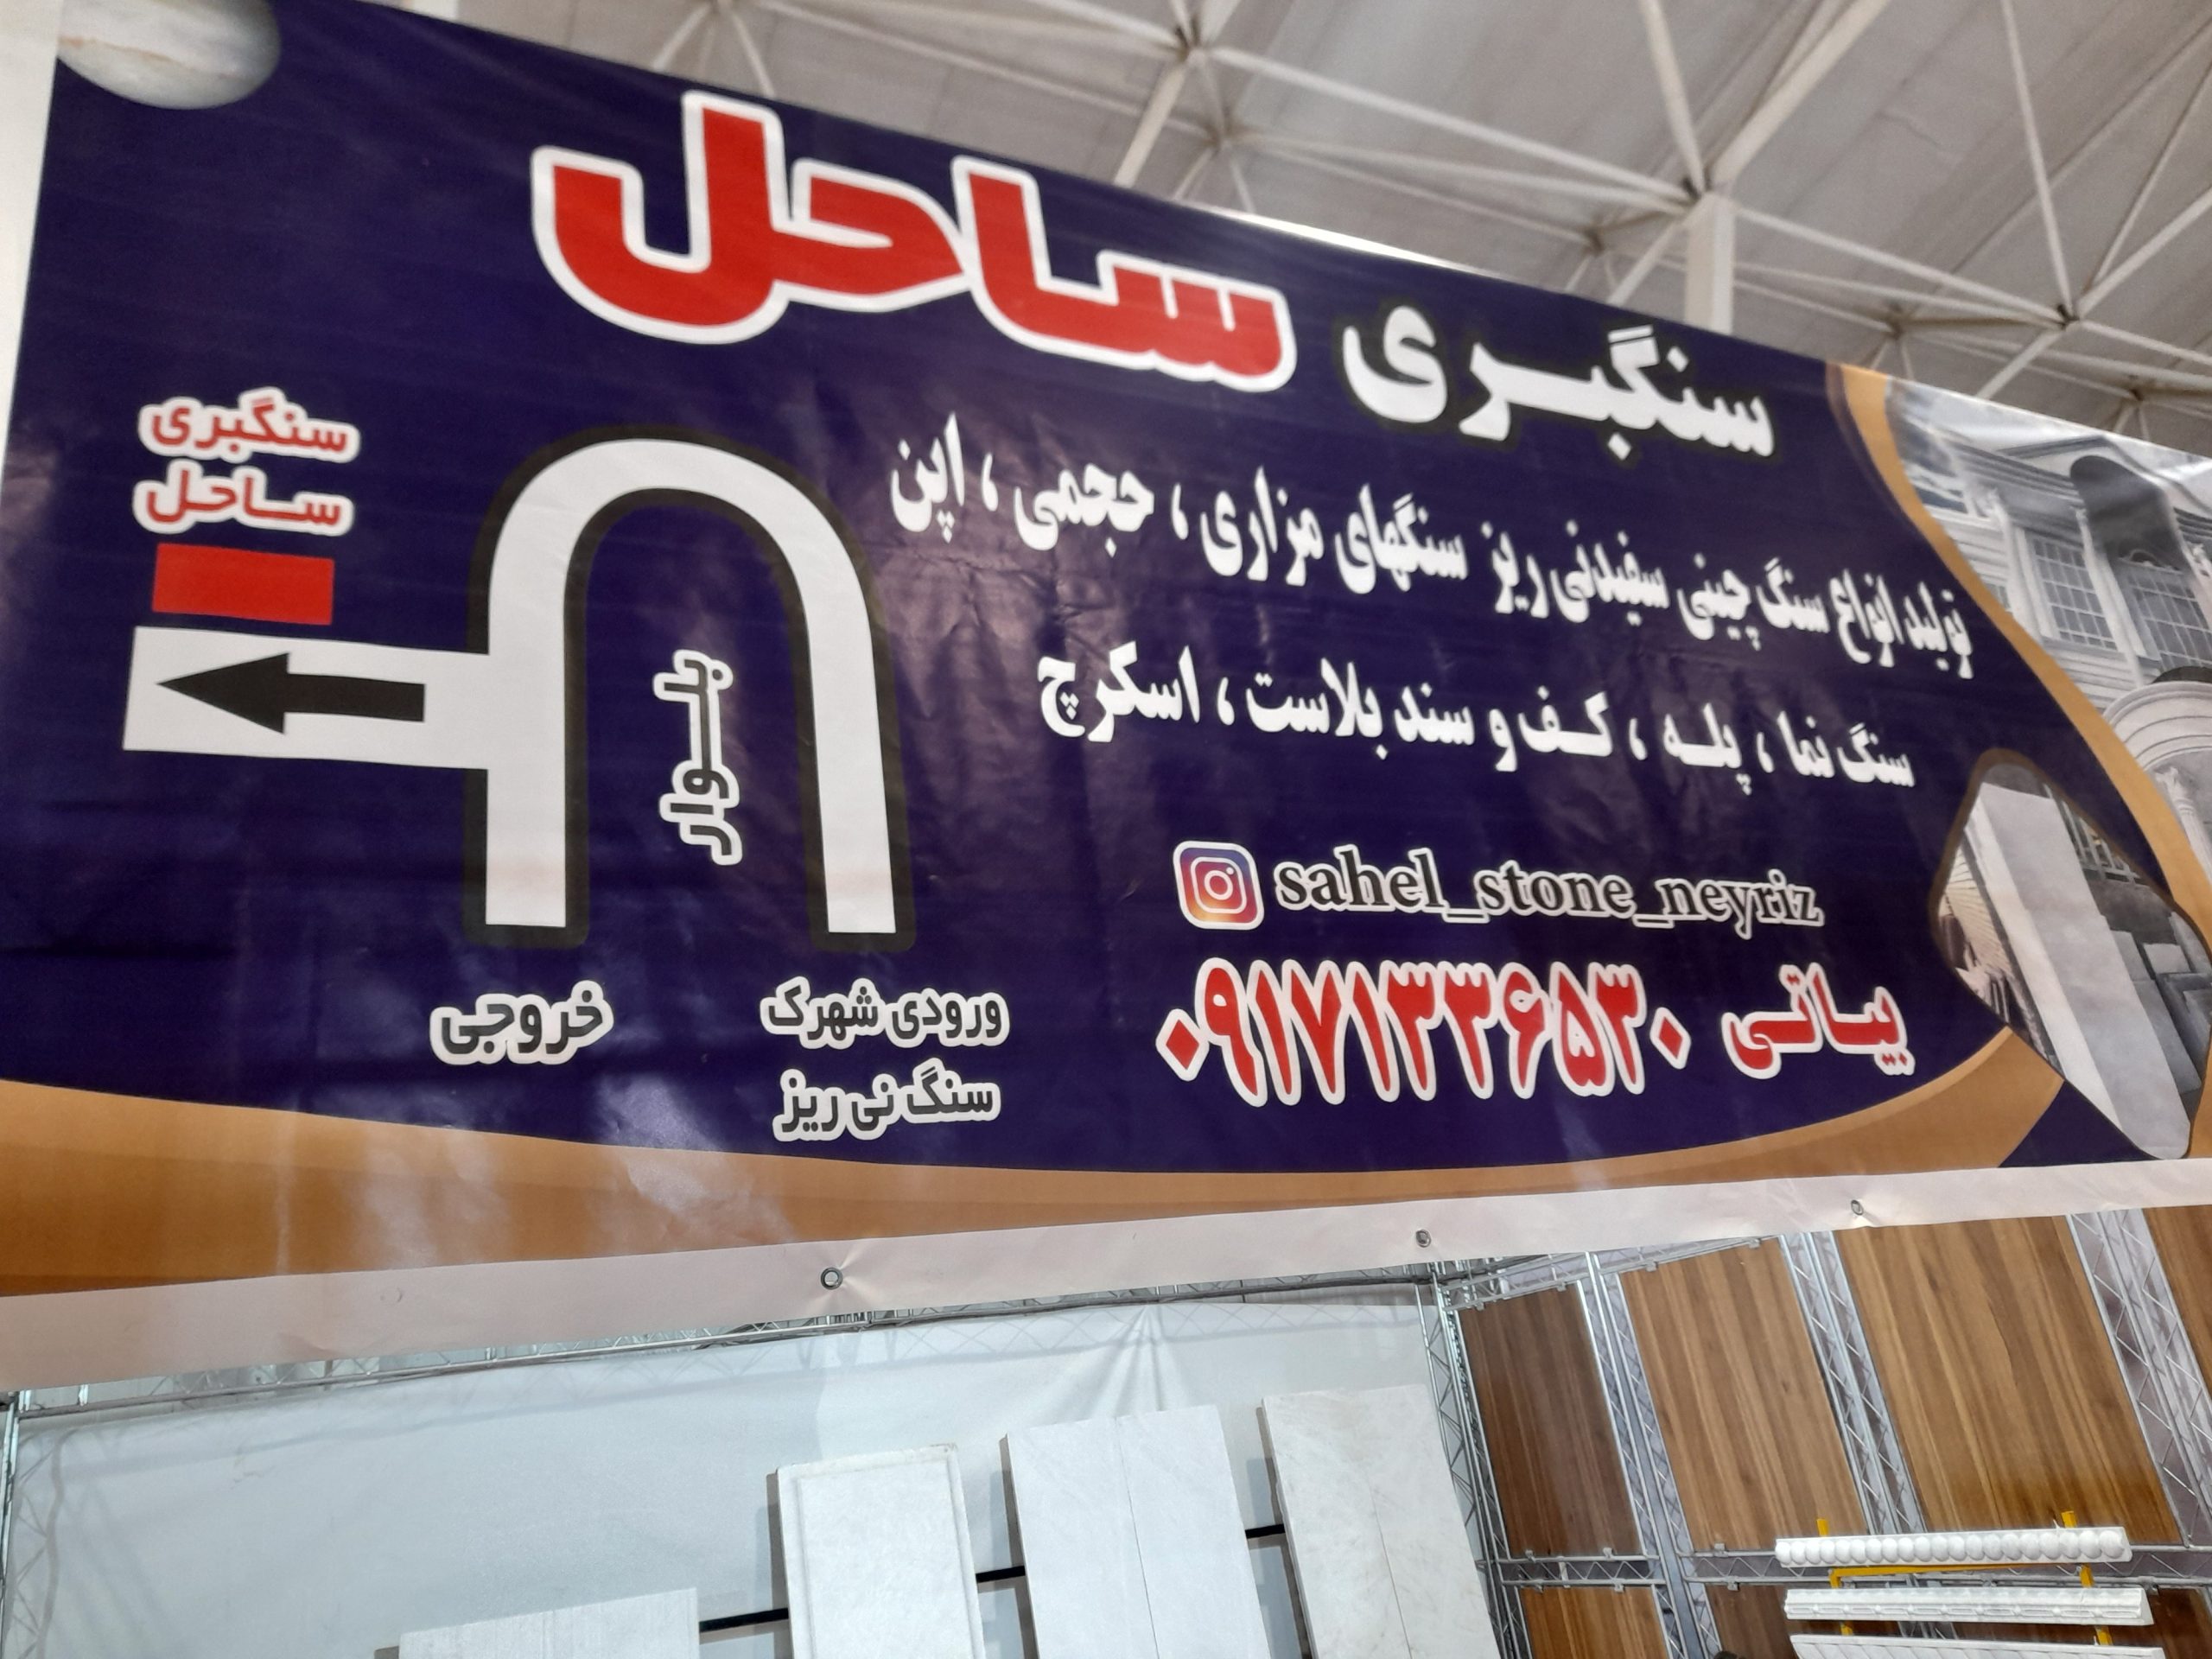 سنگبری ساحل
تولید انواع سنگ چینی سفید نی ریز سنگهای مزاری ، حجمی ، اپن
سنگ نما ، پله ، کف و سند بلاست ، اسکرچ
sahel_stone_neyriz
بیاتی ۰۹۱۷۱۳۳۶۵۳۰
سنگبری
ساحل
بلوار
ورودی شهرک
سنگ نی ریز
خروجی